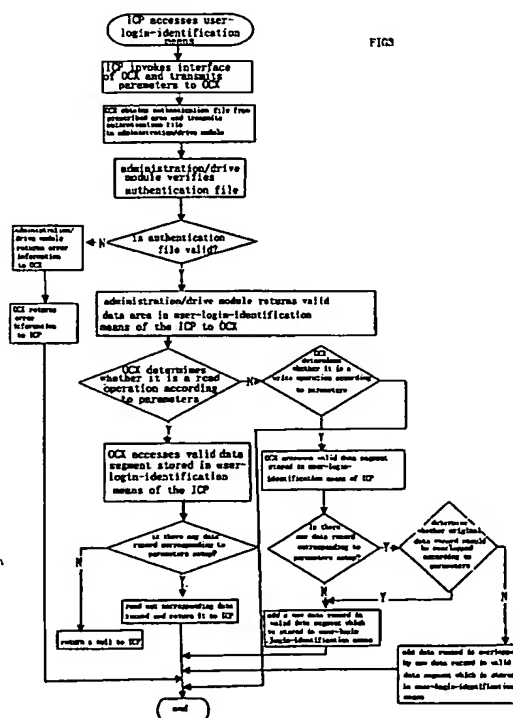 ICP accesses user-
login-identification
means
FIG3
ICP invokes interface
of OCX and transmits
parameters to OCX
OCX obtains authentication file from
prescribed area and transmits
authentication file
to administration/drive module
administration/drive
module verifies
authentication file
is authentication
file valid?
N
Y
administration/
drive module
returns error
information
to OCX
OCX returns
error
information
to ICP
administration/drive module returns valid
data area in user-login-identification
means of the ICP to OCX
OCX determines
whether it is a read
operation according
to parameters
N
Y
OCX
determines
whether it is a
write operation according
to parameters
Y
OCX accesses valid data
segment stored in user-
login-identification
means of the ICP
OCX accesses valid data segment
stored in user-login-
identification means of ICP
is there any data
record corresponding to
parameters setup?
N
Y
Is there
any data record
corresponding to
parameters setup?
Y
N
determine
whether original
data record should
be overlapped
according to
parameters
Y
N
return a null to ICP
read out corresponding data
record and return it to ICP
add a new data record in
valid data segment which
is stored in user-login
login-identification means
old data record is overlapped
by new data record in valid
data segment which is stored
in user-login-identification
means
end